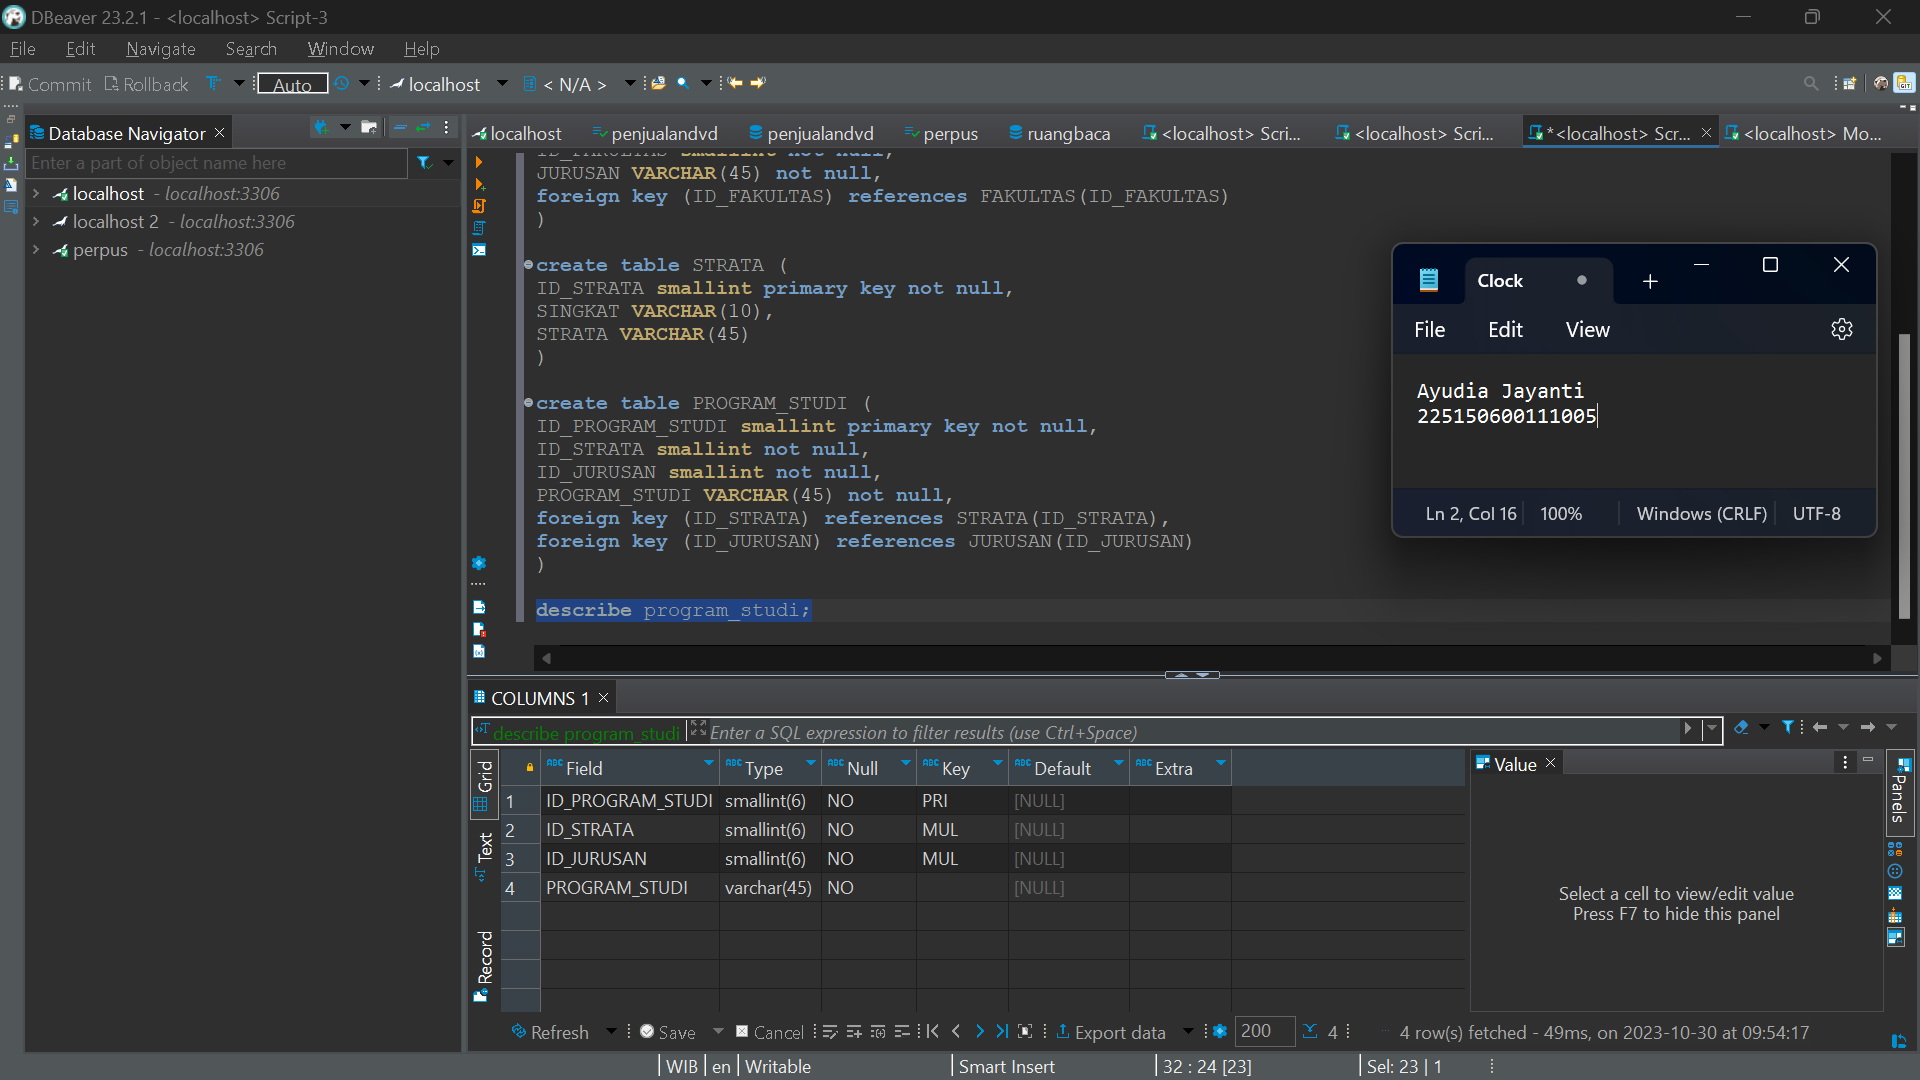 DBeaver 23.2.1 - <localhost> Script-3
File Edit Navigate Search Window Help
Commit Rollback Auto localhost < N/A >
Database Navigator
localhost penjualandvd penjualandvd perpus ruangbaca <localhost> Scri... <localhost> Scri... *<localhost> Scr... <localhost> Mo...
Enter a part of object name here
localhost - localhost:3306
localhost 2 - localhost:3306
perpus - localhost:3306
ID_FAKULTAS smallint not null,
JURUSAN VARCHAR(45) not null,
foreign key (ID_FAKULTAS) references FAKULTAS(ID_FAKULTAS)
)
create table STRATA (
ID_STRATA smallint primary key not null,
SINGKAT VARCHAR(10),
STRATA VARCHAR(45)
)
create table PROGRAM_STUDI (
ID_PROGRAM_STUDI smallint primary key not null,
ID_STRATA smallint not null,
ID_JURUSAN smallint not null,
PROGRAM_STUDI VARCHAR(45) not null,
foreign key (ID_STRATA) references STRATA(ID_STRATA),
foreign key (ID_JURUSAN) references JURUSAN(ID_JURUSAN)
)
describe program_studi;
Clock
File Edit View
Ayudia Jayanti
225150600111005
Ln 2, Col 16 100% Windows (CRLF) UTF-8
COLUMNS 1
describe program_studi Enter a SQL expression to filter results (use Ctrl+Space)
Grid
Text
Record
Field Type Null Key Default Extra
1 ID_PROGRAM_STUDI smallint(6) NO PRI [NULL]
2 ID_STRATA smallint(6) NO MUL [NULL]
3 ID_JURUSAN smallint(6) NO MUL [NULL]
4 PROGRAM_STUDI varchar(45) NO [NULL]
Value
Select a cell to view/edit value
Press F7 to hide this panel
Panels
Refresh Save Cancel Export data 200 4 4 row(s) fetched - 49ms, on 2023-10-30 at 09:54:17
WIB en Writable Smart Insert 32 : 24 [23] Sel: 23 | 1